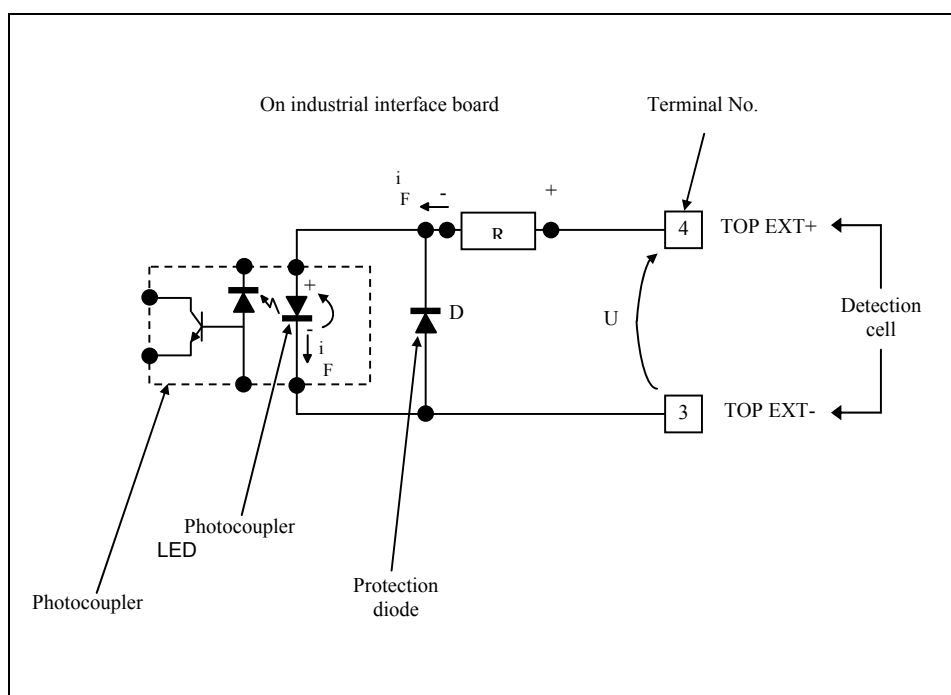 On industrial interface board
Terminal No.
i
F
-
+
R
4
TOP EXT+
+
D
U
Detection
cell
-
i
F
3
TOP EXT-
Photocoupler
LED
Protection
diode
Photocoupler